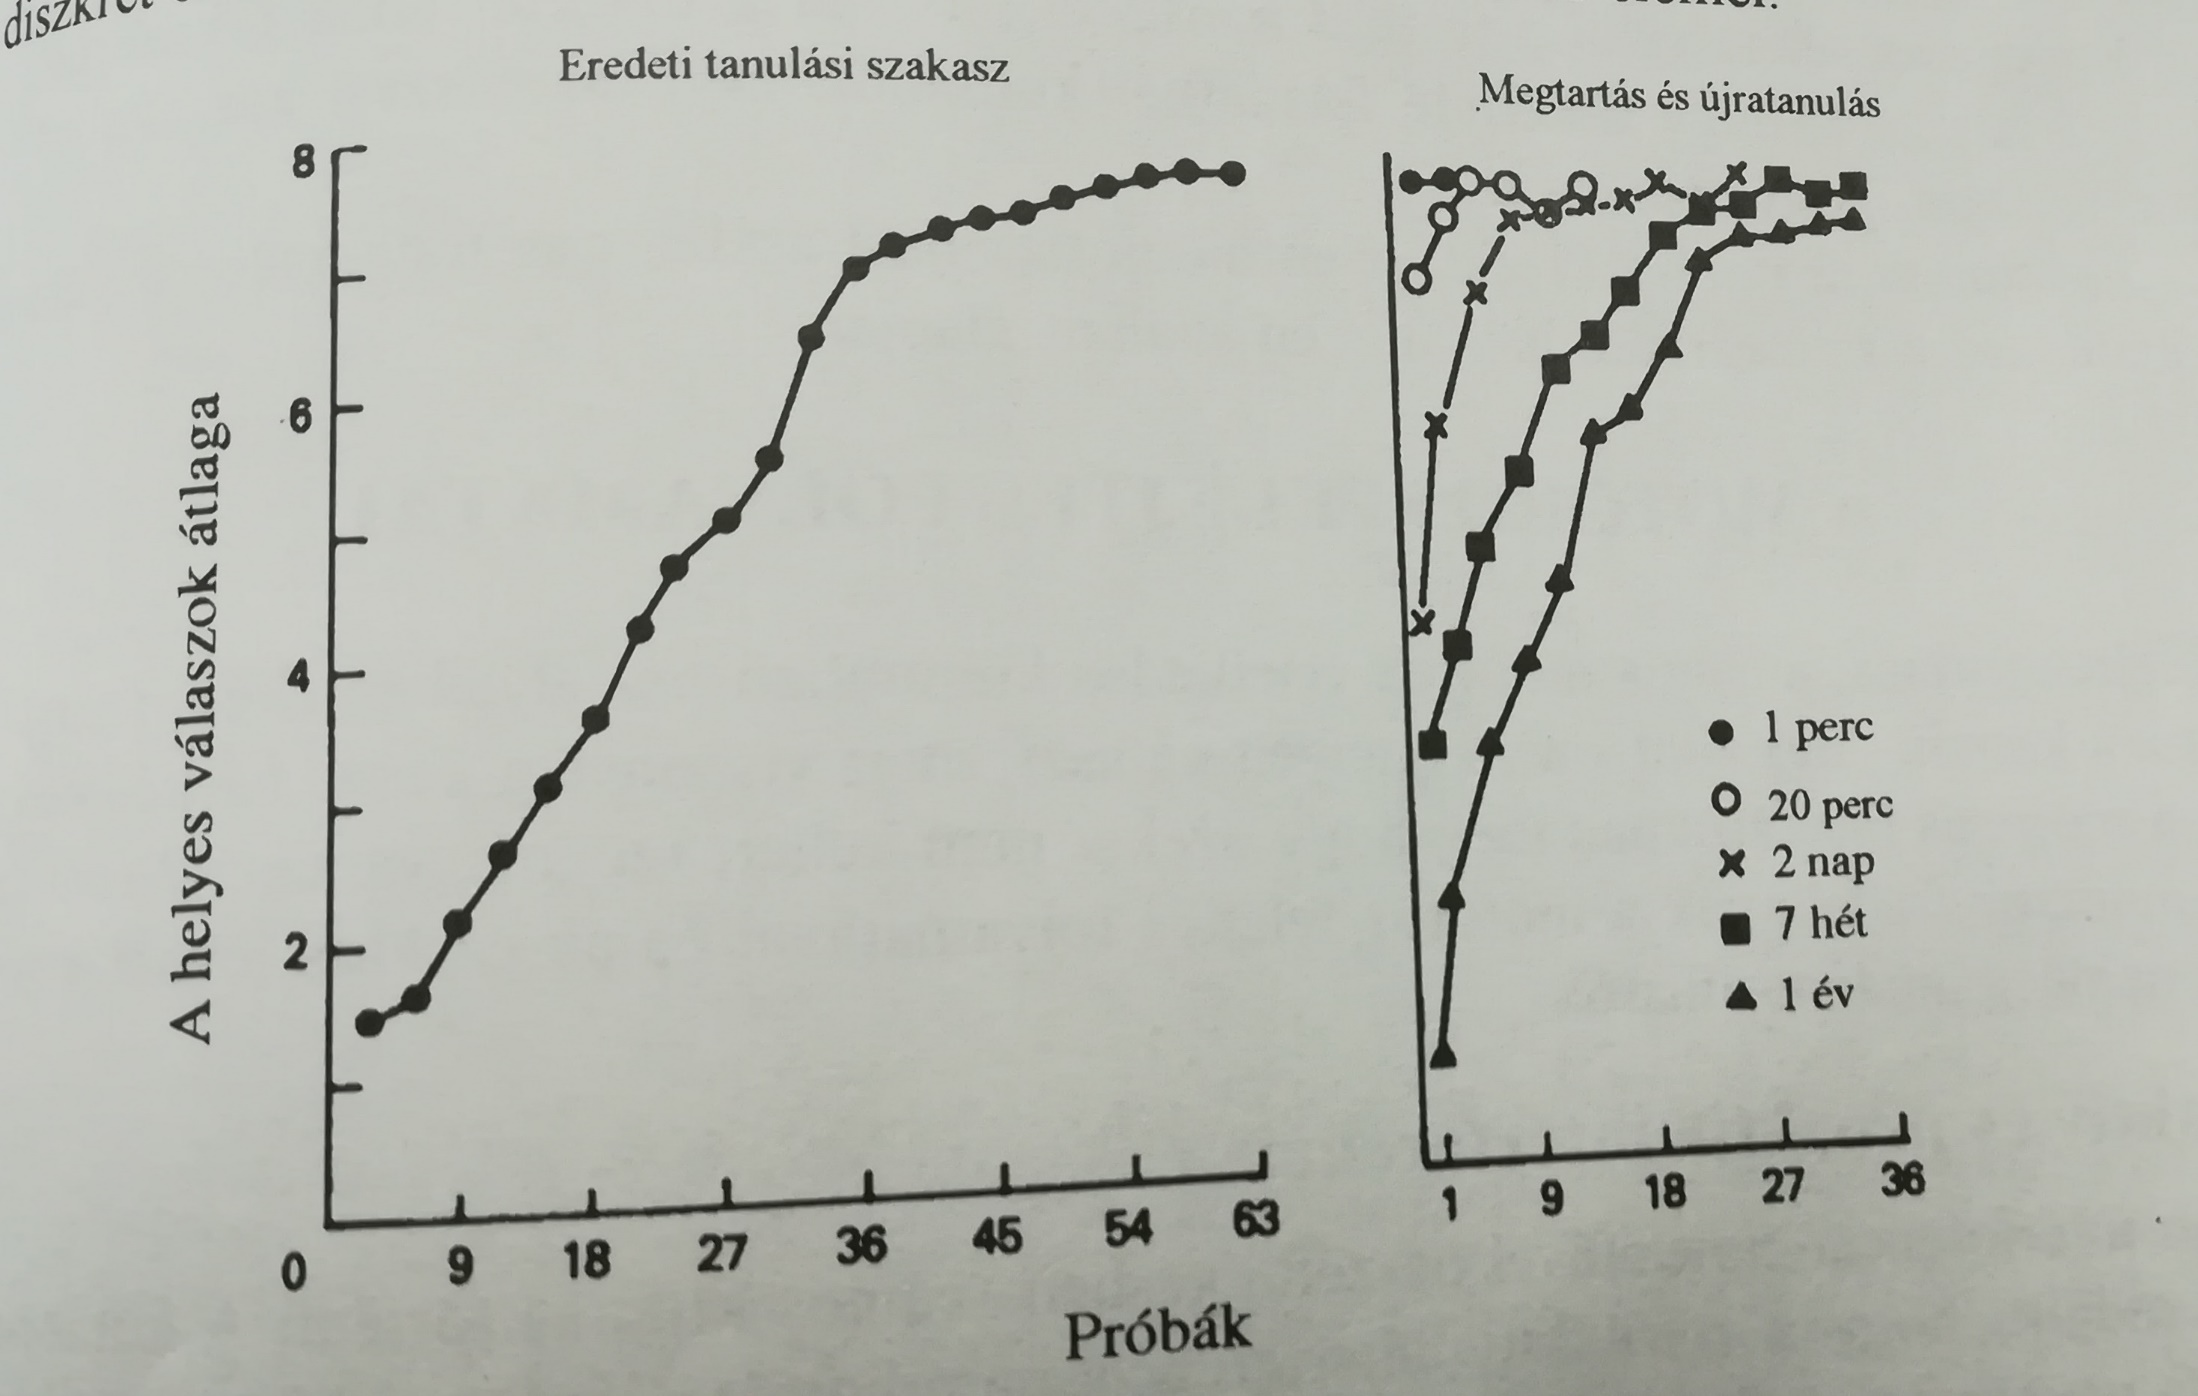 Eredeti tanulási szakasz
Megtartás és újratanulás
A helyes válaszok átlaga
8
6
4
2
0
9 18 27 36 45 54 63
1 9 18 27 36
Próbák
1 perc
20 perc
2 nap
7 hét
1 év